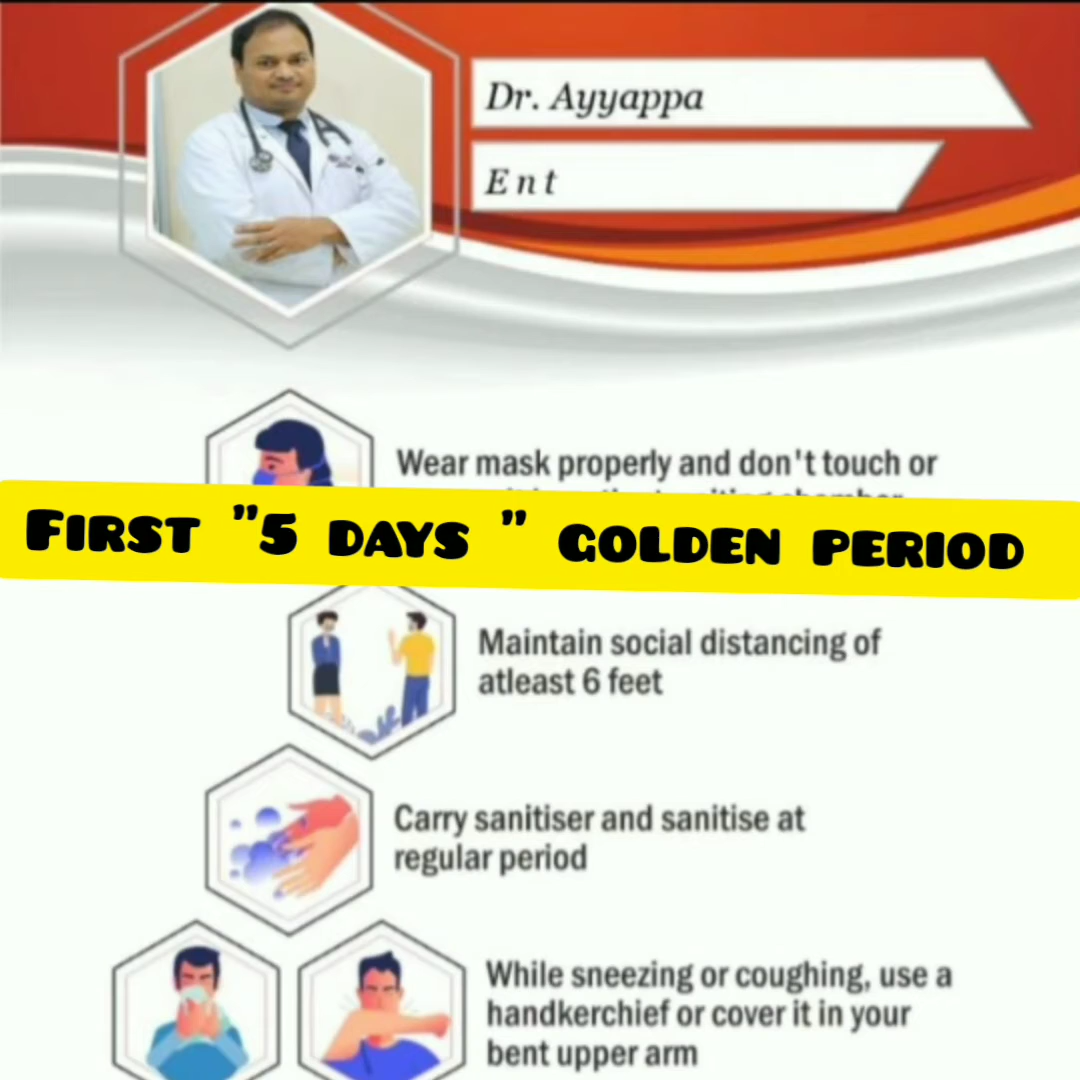 Dr. Ayyappa
Ent
Wear mask properly and don't touch or
First "5 days " Golden period
Maintain social distancing of
atleast 6 feet
Carry sanitiser and sanitise at
regular period
While sneezing or coughing, use a
handkerchief or cover it in your
bent upper arm